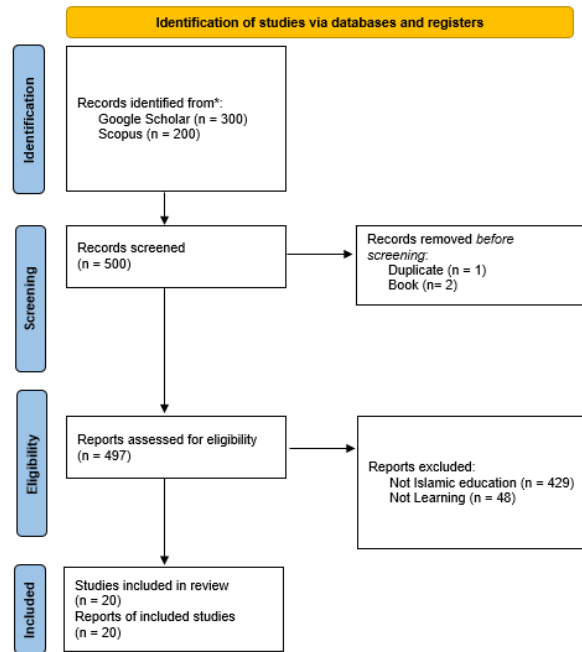 Identification of studies via databases and registers
Identification
Records identified from*:
Google Scholar (n = 300)
Scopus (n = 200)
Screening
Records screened
(n = 500)
Records removed before
screening:
Duplicate (n = 1)
Book (n= 2)
Eligibility
Reports assessed for eligibility
(n = 497)
Reports excluded:
Not Islamic education (n = 429)
Not Learning (n = 48)
Included
Studies included in review
(n = 20)
Reports of included studies
(n = 20)